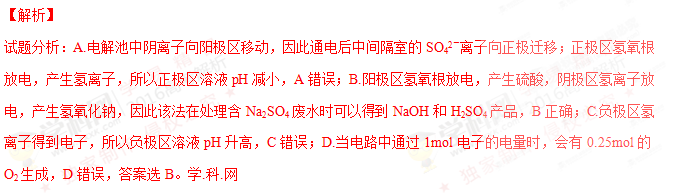 【解析】
试题分析：A.电解池中阴离子向阳极区移动，因此通电后中间隔室的 SO₄²⁻离子向正极迁移；正极区氢氧根
放电，产生氢离子，所以正极区溶液 pH 减小，A 错误；B.阳极区氢氧根放电，产生硫酸，阴极区氢离子放
电，产生氢氧化钠，因此该法在处理含 Na₂SO₄ 废水时可以得到 NaOH 和 H₂SO₄ 产品，B 正确；C.负极区氢
离子得到电子，所以负极区溶液 pH 升高，C 错误；D.当电路中通过 1mol 电子的电量时，会有 0.25mol 的
O₂ 生成，D 错误，答案选 B。学.科.网